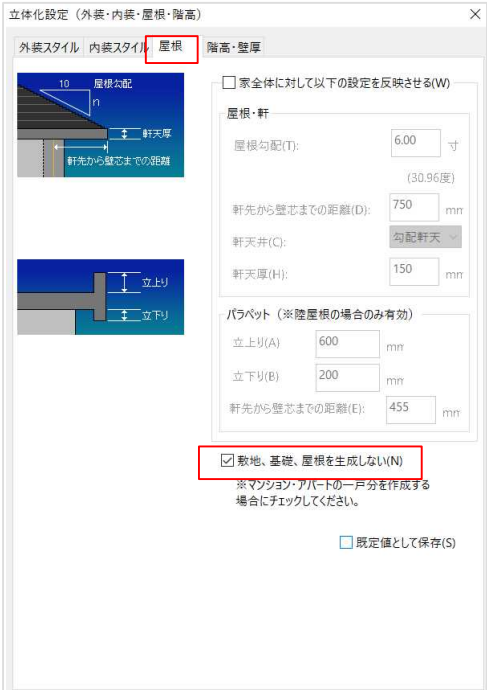 立体化設定（外装・内装・屋根・階高）
外装スタイル 内装スタイル 屋根 階高・壁厚
10 屋根勾配
n
軒天厚
軒先から壁芯までの距離
立上り
立下り
家全体に対して以下の設定を反映させる(W)
屋根・軒
屋根勾配(T): 6.00 寸
(30.96度)
軒先から壁芯までの距離(D): 750 mm
軒天井(C): 勾配軒天
軒天厚(H): 150 mm
パラペット（※陸屋根の場合のみ有効）
立上り(A) 600 mm
立下り(B) 200 mm
軒先から壁芯までの距離(E): 455 mm
敷地、基礎、屋根を生成しない(N)
※マンション・アパートの一戸分を作成する
場合にチェックしてください。
既定値として保存(S)